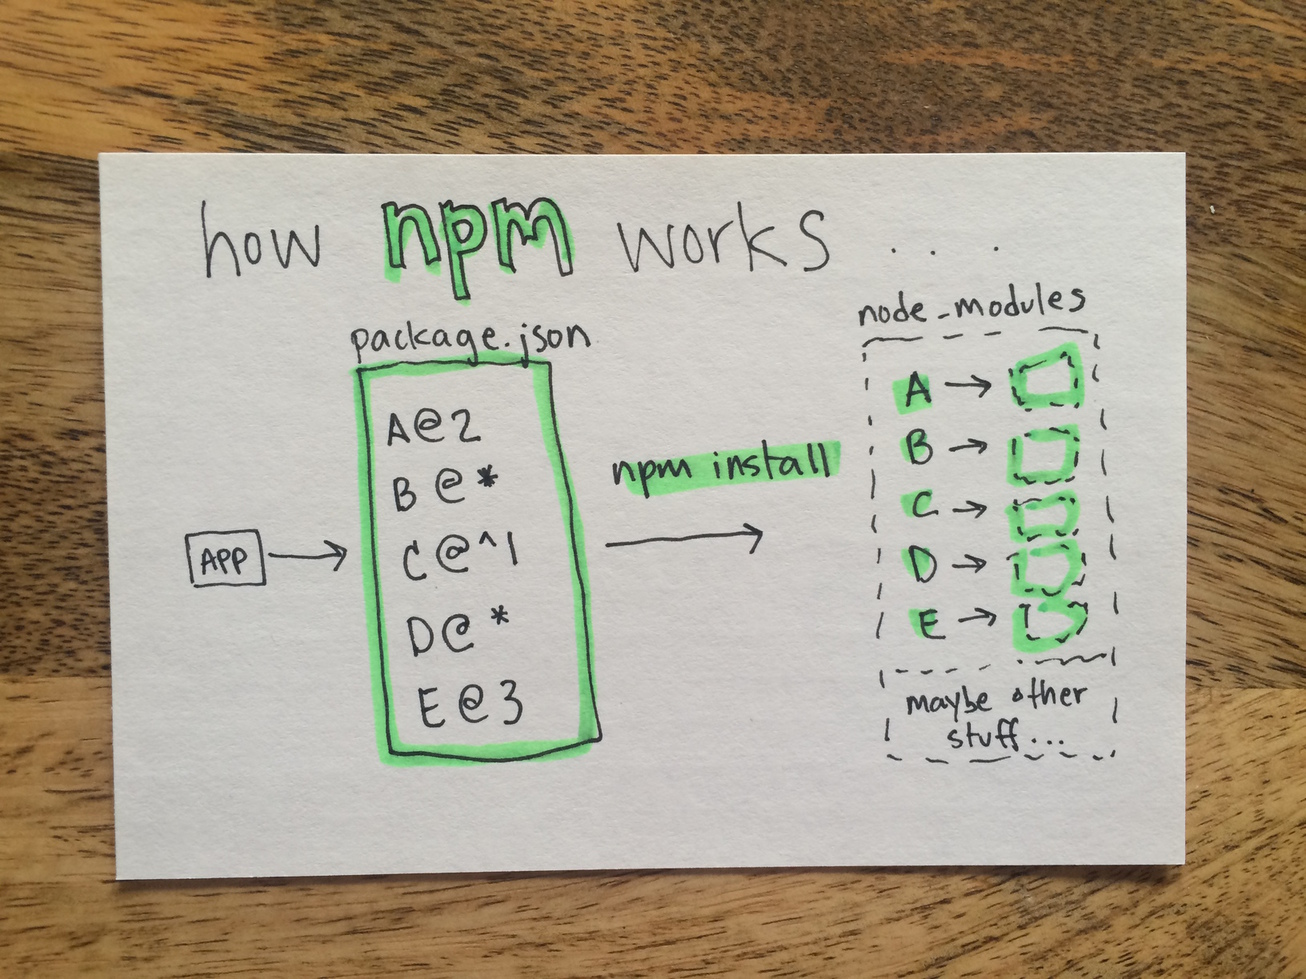 how npm works ...
package.json
A@2
B@*
C@^1
D@*
E@3
APP
npm install
node_modules
A
B
C
D
E
maybe other
stuff...